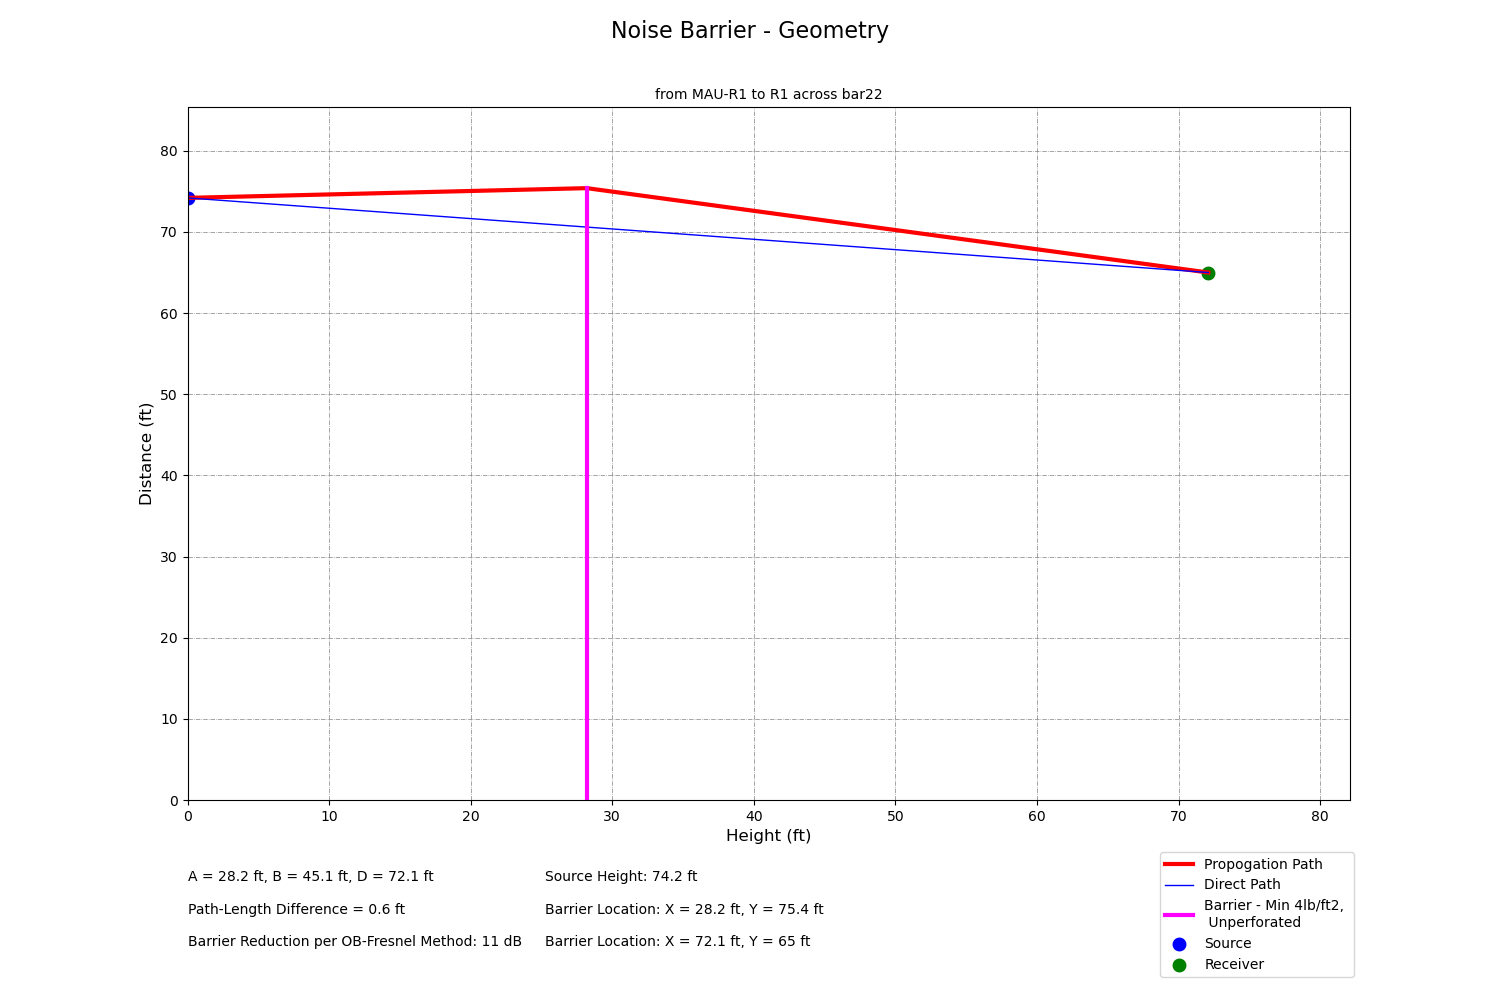 Noise Barrier - Geometry
from MAU-R1 to R1 across bar22
80
70
60
50
40
30
20
10
0
Distance (ft)
0 10 20 30 40 50 60 70 80
Height (ft)
A = 28.2 ft, B = 45.1 ft, D = 72.1 ft
Path-Length Difference = 0.6 ft
Barrier Reduction per OB-Fresnel Method: 11 dB
Source Height: 74.2 ft
Barrier Location: X = 28.2 ft, Y = 75.4 ft
Barrier Location: X = 72.1 ft, Y = 65 ft
Propogation Path
Direct Path
Barrier - Min 4lb/ft2,
Unperforated
Source
Receiver